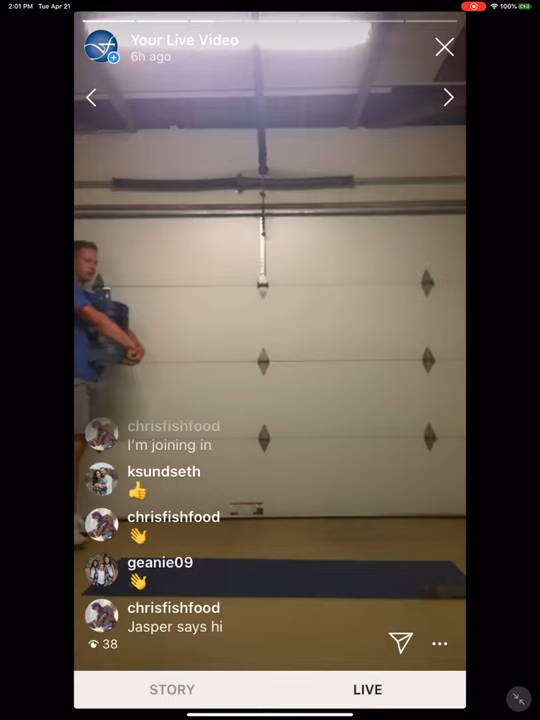 2:01 PM Tue Apr 21
100%
Your Live Video
6h ago
chrisfishfood
I'm joining in
ksundseth
👍
chrisfishfood
👋
geanie09
👋
chrisfishfood
Jasper says hi
38
STORY
LIVE